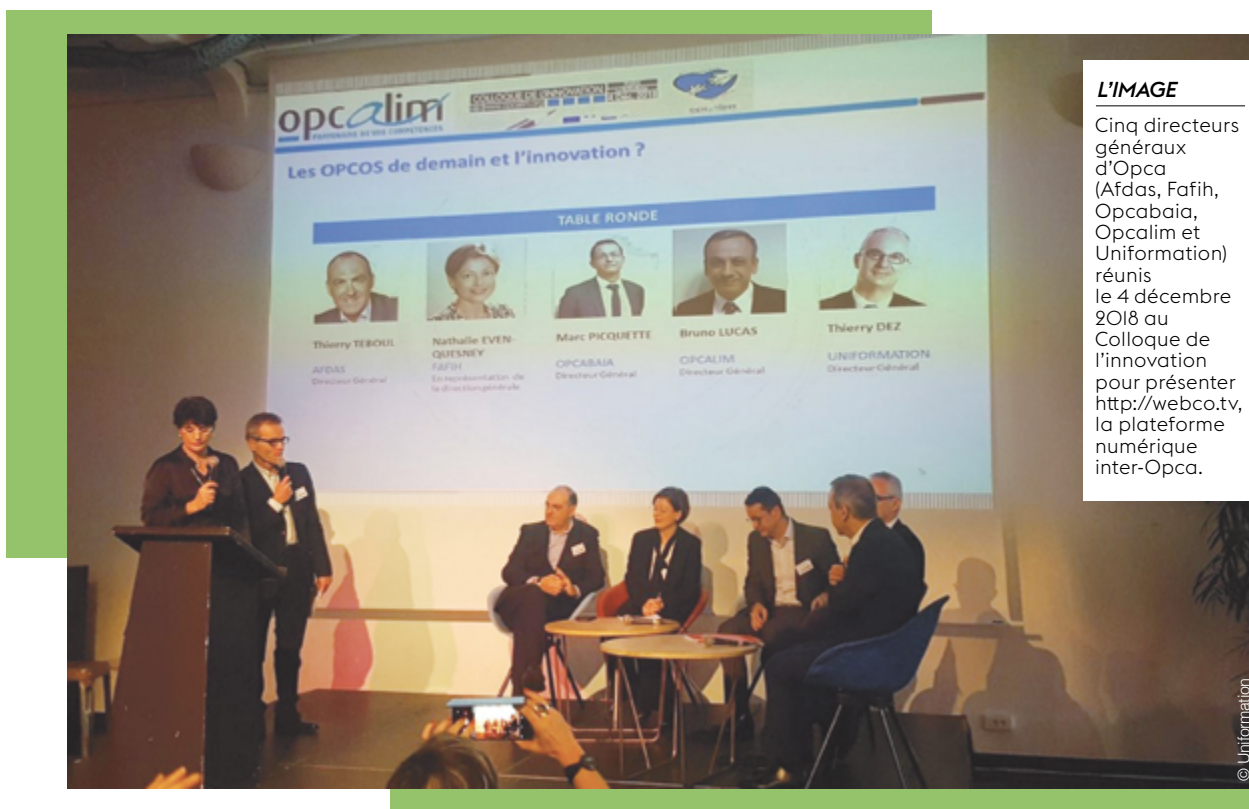 opcalim
PARTENAIRE DE VOS COMPÉTENCES
COLLOQUE DE L'INNOVATION
4 DÉC. 2018
Les OPCOS de demain et l'innovation ?
TABLE RONDE
Thierry TEBOUL
AFDAS
Directeur Général
Nathalie EVEN-
QUESNEY
FAFIH
En représentation de
la direction générale
Marc PICQUETTE
OPCABAIA
Directeur Général
Bruno LUCAS
OPCALIM
Directeur Général
Thierry DEZ
UNIFORMATION
Directeur Général
L'IMAGE
Cinq directeurs
généraux
d'Opca
(Afdas, Fafih,
Opcabaia,
Opcalim et
Uniformation)
réunis
le 4 décembre
2018 au
Colloque de
l'innovation
pour présenter
http://webco.tv,
la plateforme
numérique
inter-Opca.
© Uniformation